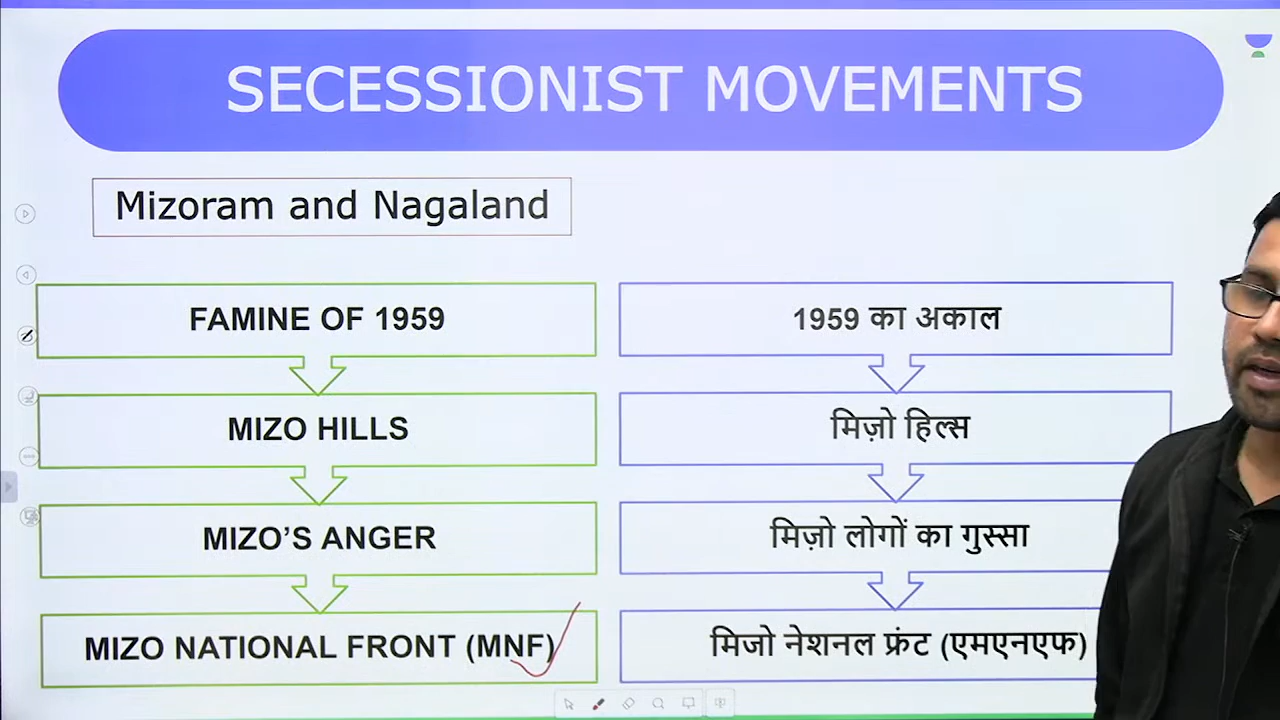 SECESSIONIST MOVEMENTS
Mizoram and Nagaland
FAMINE OF 1959
MIZO HILLS
MIZO’S ANGER
MIZO NATIONAL FRONT (MNF)
1959 का अकाल
मिज़ो हिल्स
मिज़ो लोगों का गुस्सा
मिजो नेशनल फ्रंट (एमएनएफ)